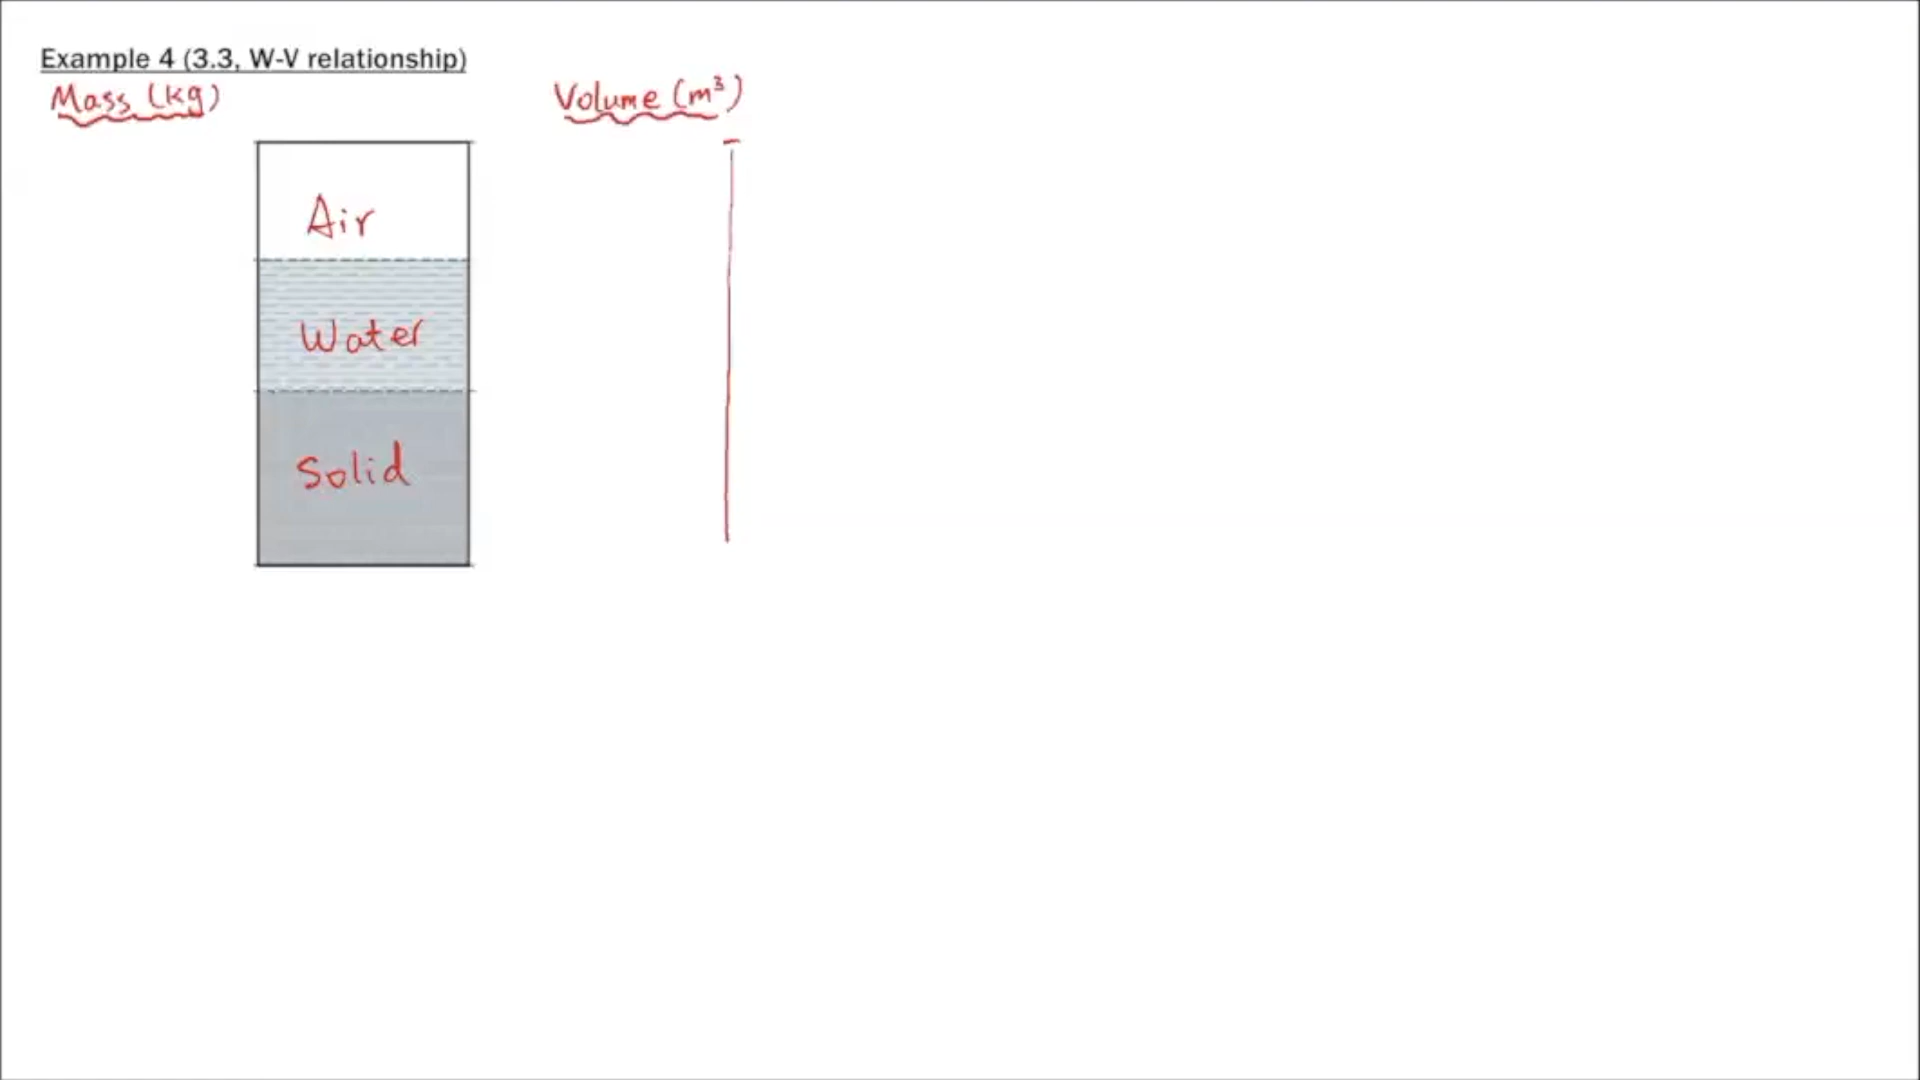 Example 4 (3.3, W-V relationship)
Mass (kg)
Volume (m³)
Air
Water
Solid